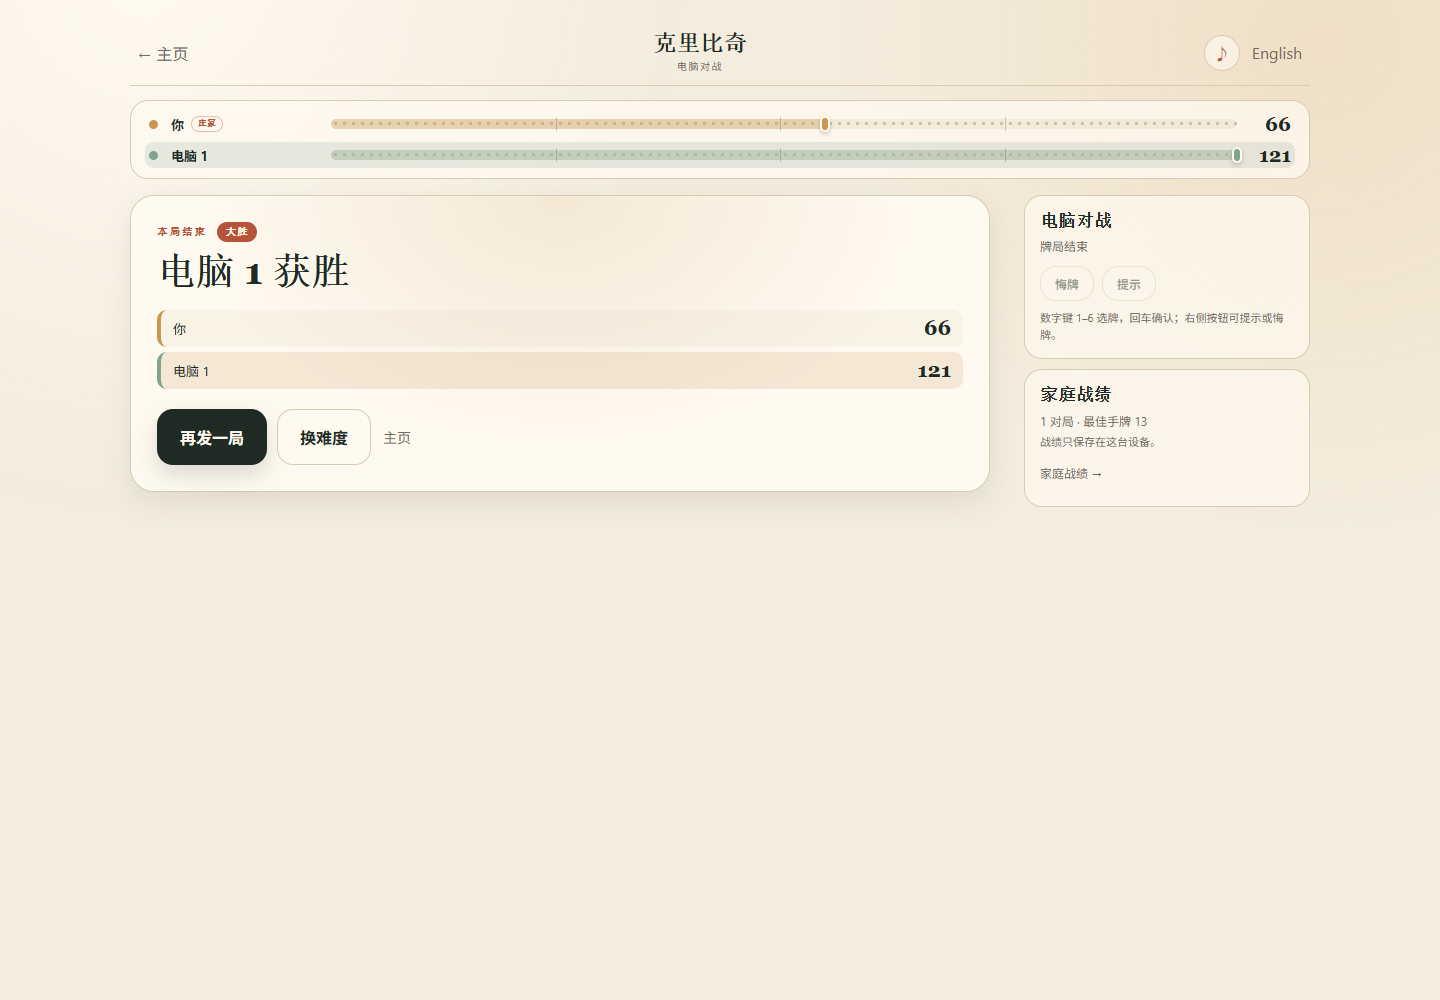 ← 主页
克里比奇
电脑对战
♪
English
你 庄家
66
电脑 1
121
本局结束 大胜
电脑 1 获胜
你
66
电脑 1
121
再发一局
换难度
主页
电脑对战
牌局结束
悔牌
提示
数字键 1–6 选牌，回车确认；右侧按钮可提示或悔
牌。
家庭战绩
1 对局 · 最佳手牌 13
战绩只保存在这台设备。
家庭战绩 →